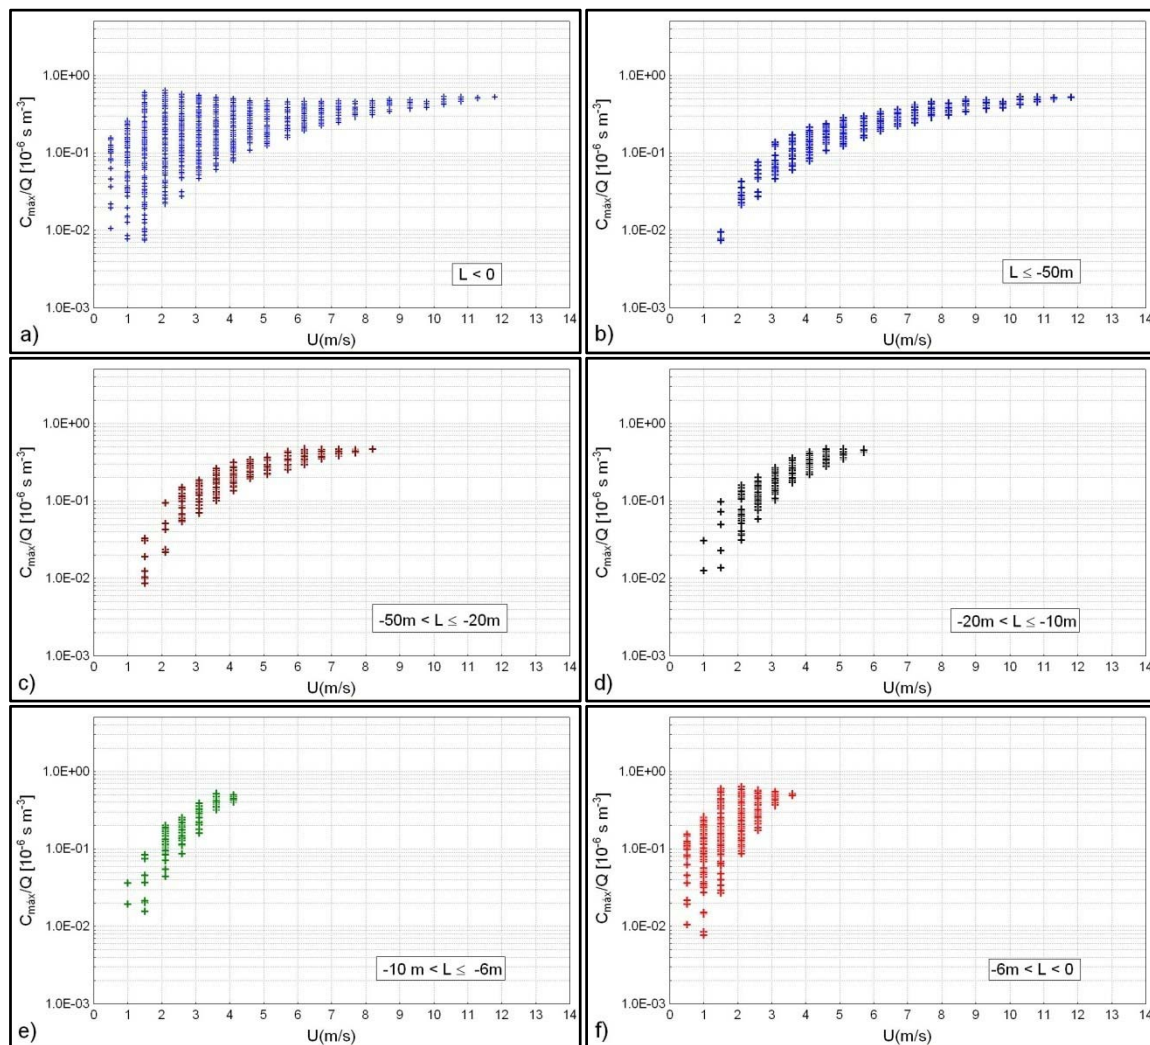 1.0E+00
1.0E-01
1.0E-02
1.0E-03
Cmáx/Q [10-6 s m-3]
0 1 2 3 4 5 6 7 8 9 10 11 12 13 14
U(m/s)
L < 0
a)
1.0E+00
1.0E-01
1.0E-02
1.0E-03
Cmáx/Q [10-6 s m-3]
0 1 2 3 4 5 6 7 8 9 10 11 12 13 14
U(m/s)
L ≤ -50m
b)
1.0E+00
1.0E-01
1.0E-02
1.0E-03
Cmáx/Q [10-6 s m-3]
0 1 2 3 4 5 6 7 8 9 10 11 12 13 14
U(m/s)
-50m < L ≤ -20m
c)
1.0E+00
1.0E-01
1.0E-02
1.0E-03
Cmáx/Q [10-6 s m-3]
0 1 2 3 4 5 6 7 8 9 10 11 12 13 14
U(m/s)
-20m < L ≤ -10m
d)
1.0E+00
1.0E-01
1.0E-02
1.0E-03
Cmáx/Q [10-6 s m-3]
0 1 2 3 4 5 6 7 8 9 10 11 12 13 14
U(m/s)
-10 m < L ≤ -6m
e)
1.0E+00
1.0E-01
1.0E-02
1.0E-03
Cmáx/Q [10-6 s m-3]
0 1 2 3 4 5 6 7 8 9 10 11 12 13 14
U(m/s)
-6m < L < 0
f)